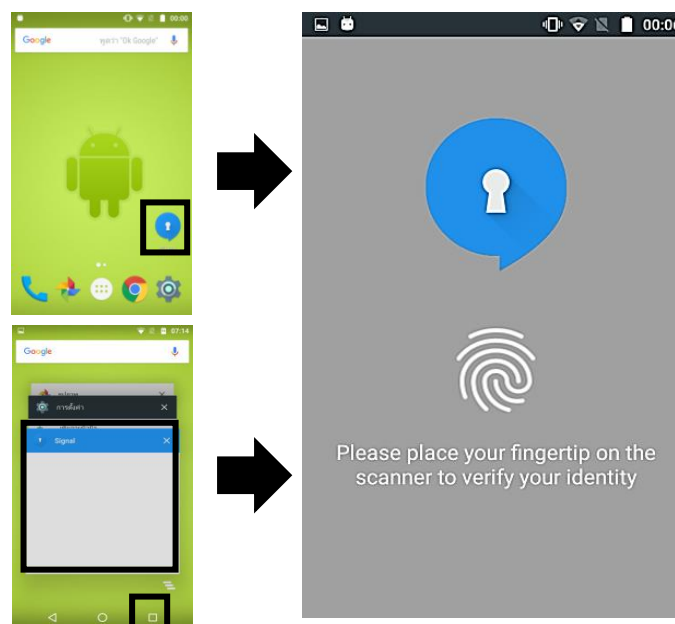 00:00
Google
พูดว่า "Ok Google"
07:14
Google
การตั้งค่า
Signal
00:00
Please place your fingertip on the
scanner to verify your identity